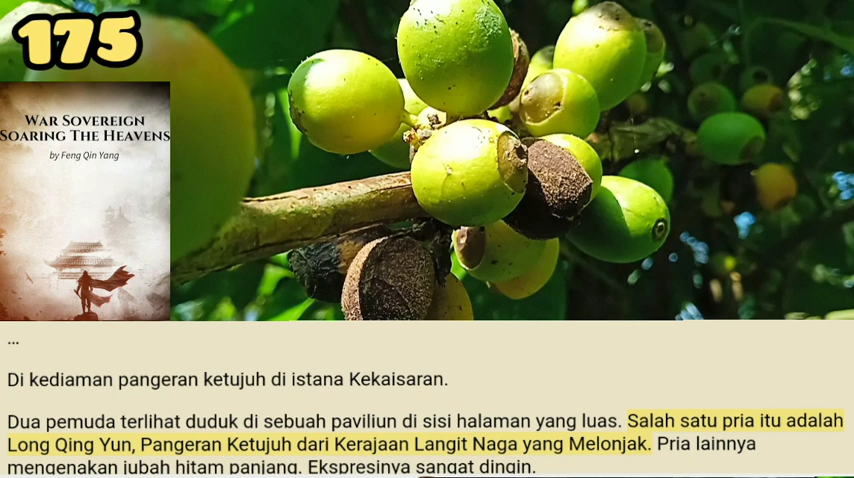 175
WAR SOVEREIGN
SOARING THE HEAVENS
by Feng Qin Yang
...
Di kediaman pangeran ketujuh di istana Kekaisaran.
Dua pemuda terlihat duduk di sebuah paviliun di sisi halaman yang luas. Salah satu pria itu adalah
Long Qing Yun, Pangeran Ketujuh dari Kerajaan Langit Naga yang Melonjak. Pria lainnya
mengenakan jubah hitam panjang. Ekspresinya sangat dingin.